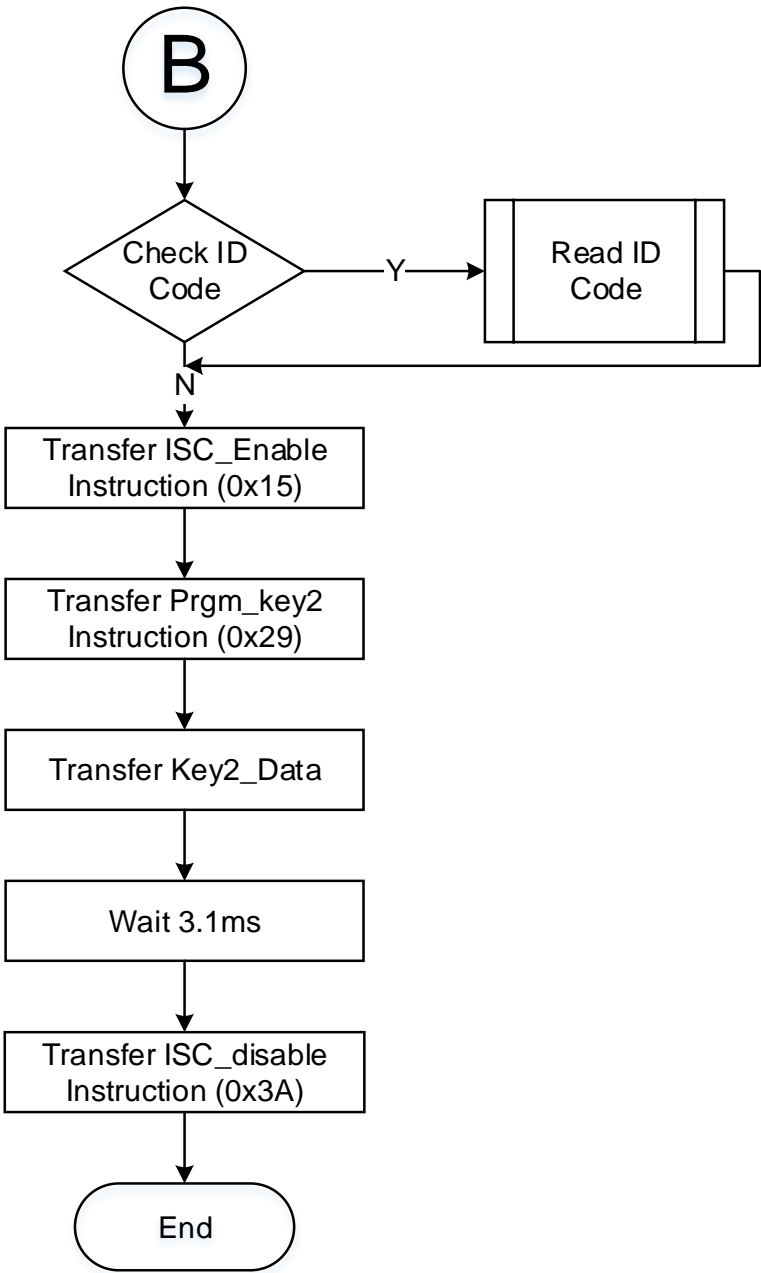 B
Check ID
Code
Y
Read ID
Code
N
Transfer ISC_Enable
Instruction (0x15)
Transfer Prgm_key2
Instruction (0x29)
Transfer Key2_Data
Wait 3.1ms
Transfer ISC_disable
Instruction (0x3A)
End